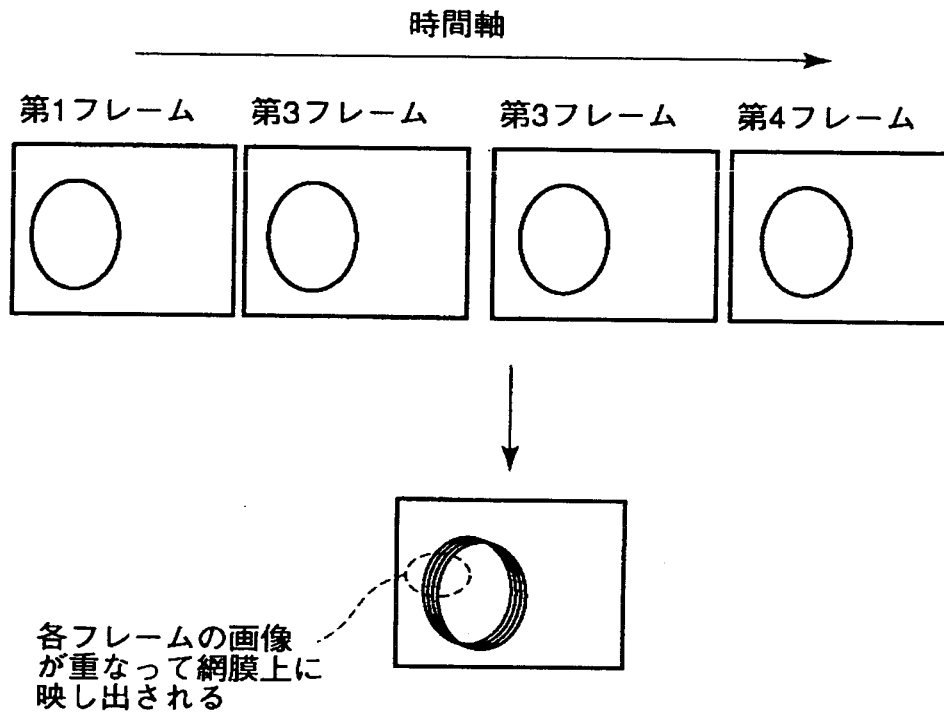 時間軸
第1フレーム
第3フレーム
第3フレーム
第4フレーム
各フレームの画像
が重なって網膜上に
映し出される